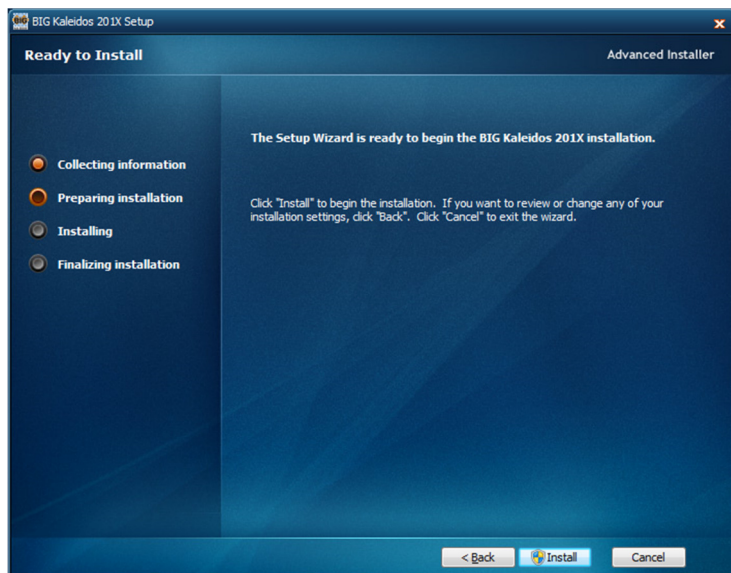 BIG Kaleidos 201X Setup
Ready to Install
Advanced Installer
The Setup Wizard is ready to begin the BIG Kaleidos 201X installation.
Collecting information
Preparing installation
Installing
Finalizing installation
Click "Install" to begin the installation. If you want to review or change any of your
installation settings, click "Back". Click "Cancel" to exit the wizard.
< Back
Install
Cancel